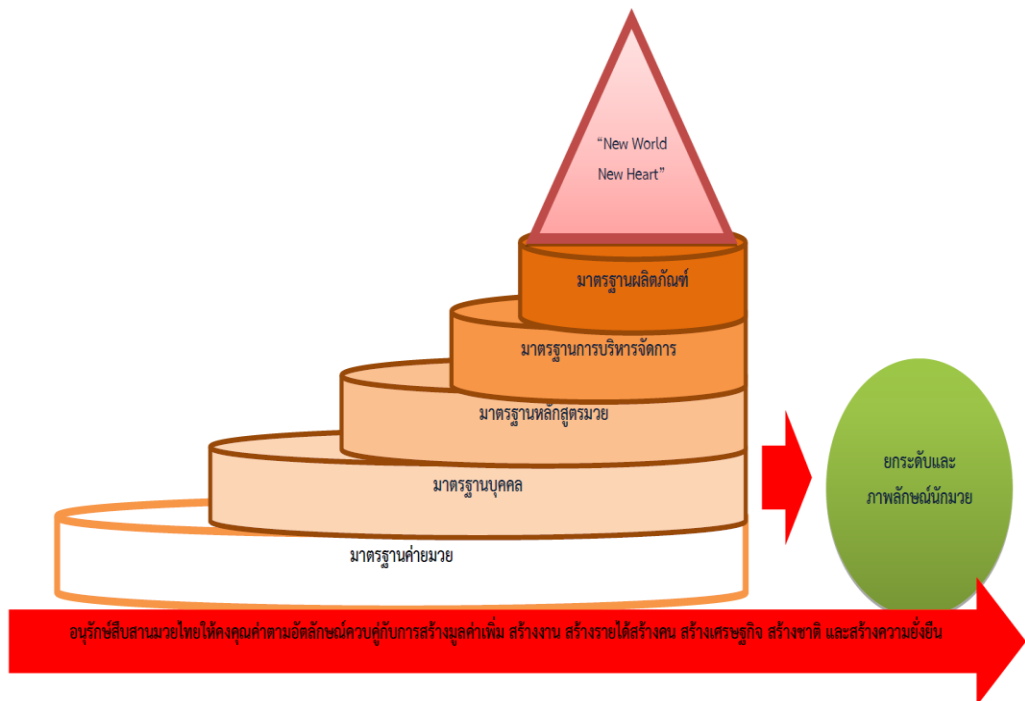 “New World
New Heart”
มาตรฐานผลิตภัณฑ์
มาตรฐานการบริหารจัดการ
มาตรฐานหลักสูตรมวย
มาตรฐานบุคคล
มาตรฐานค่ายมวย
ยกระดับและ
ภาพลักษณ์นักมวย
อนุรักษ์สืบสานมวยไทยให้คงคุณค่าตามอัตลักษณ์ควบคู่กับการสร้างมูลค่าเพิ่ม สร้างงาน สร้างรายได้สร้างคน สร้างเศรษฐกิจ สร้างชาติ และสร้างความยั่งยืน